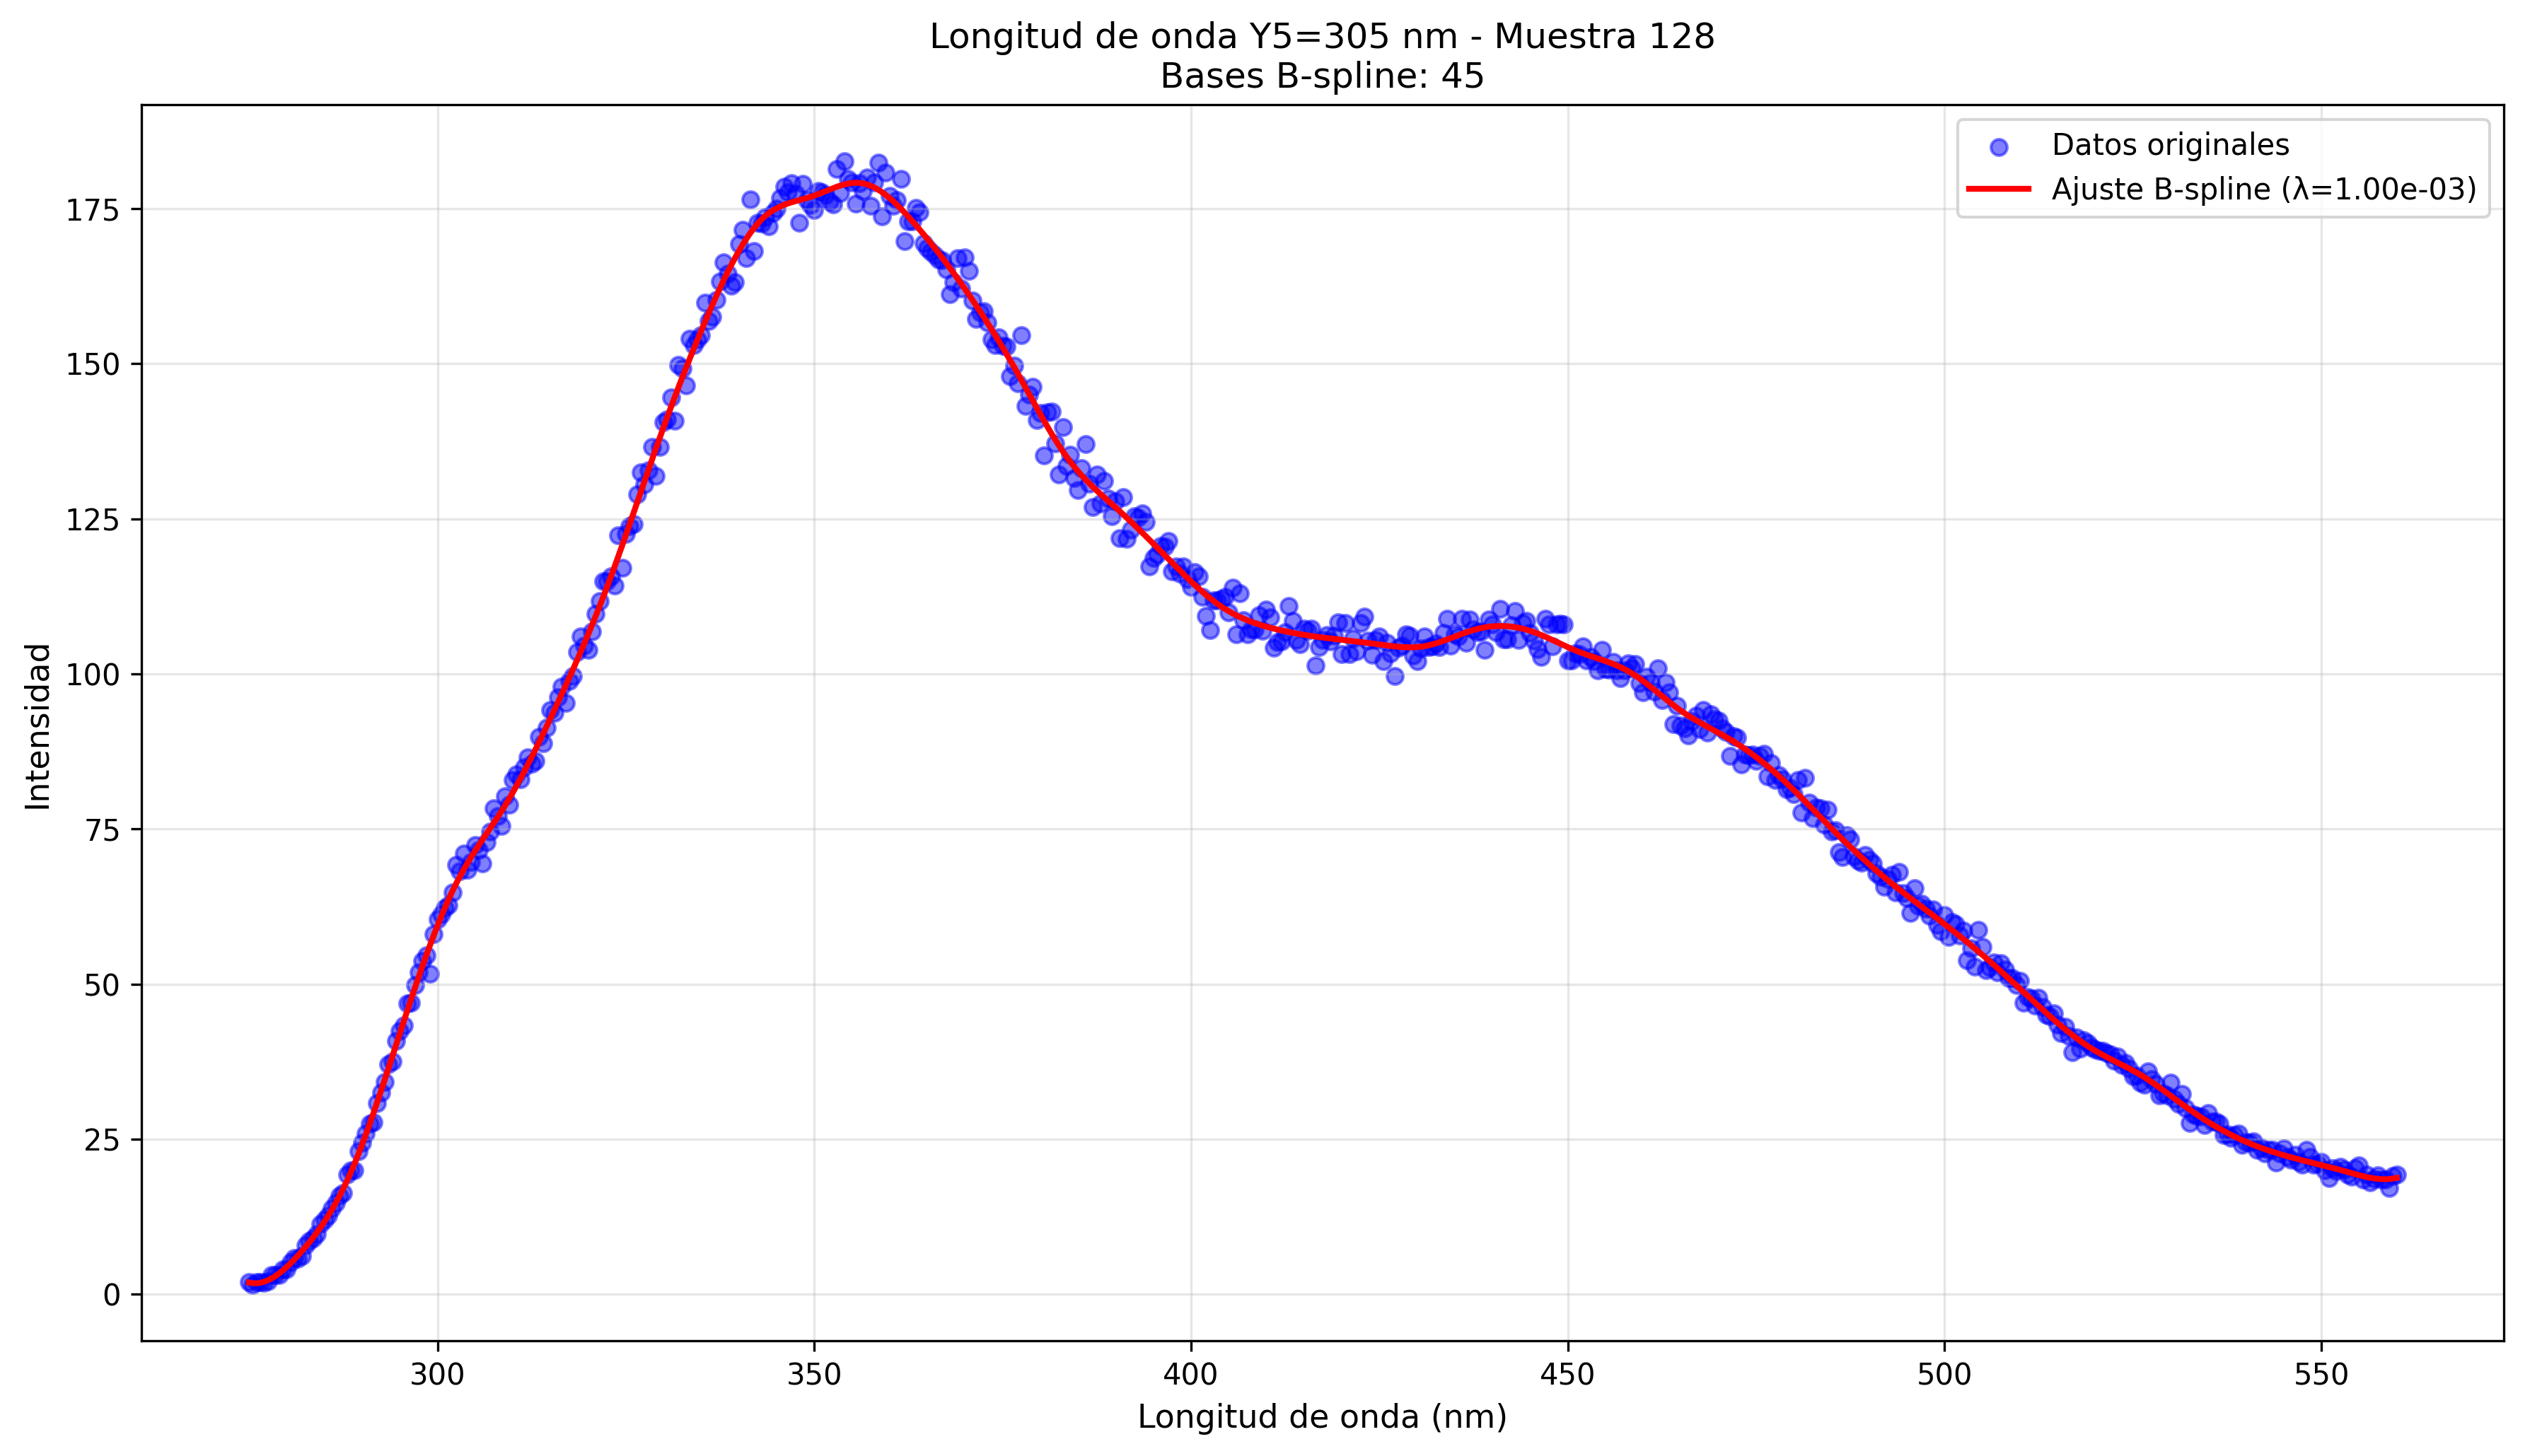 Longitud de onda Y5=305 nm - Muestra 128
Bases B-spline: 45
Datos originales
Ajuste B-spline (λ=1.00e-03)
Intensidad
175
150
125
100
75
50
25
0
300 350 400 450 500 550
Longitud de onda (nm)